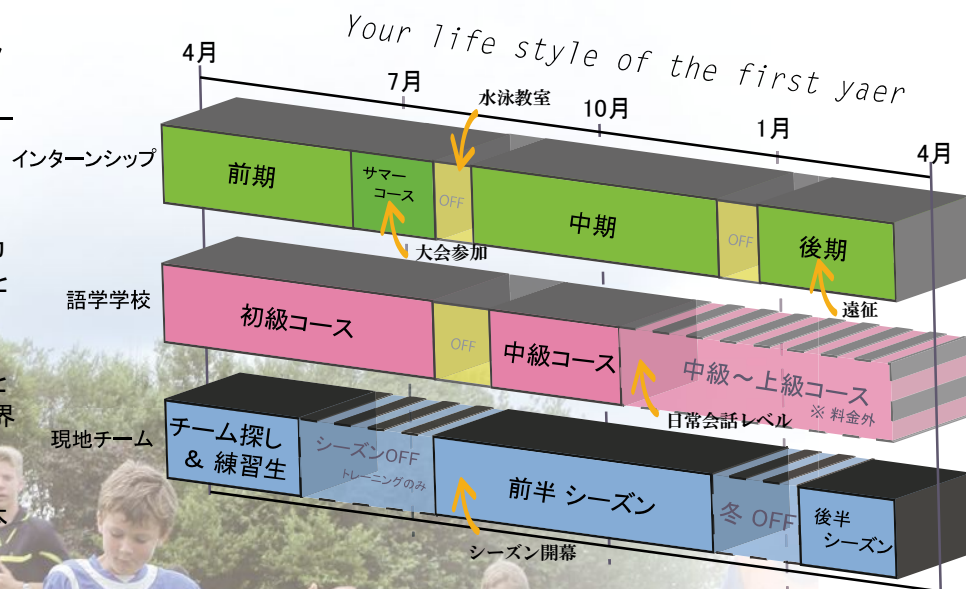 Your life style of the first yaer
4月
7月
10月
1月
4月
水泳教室
インターンシップ
前期
サマー
コース
OFF
中期
OFF
後期
大会参加
遠征
語学学校
初級コース
OFF
中級コース
中級～上級コース
※ 料金外
日常会話レベル
現地チーム
チーム探し
& 練習生
シーズンOFF
トレーニングのみ
前半 シーズン
冬 OFF
後半
シーズン
シーズン開幕
と
界